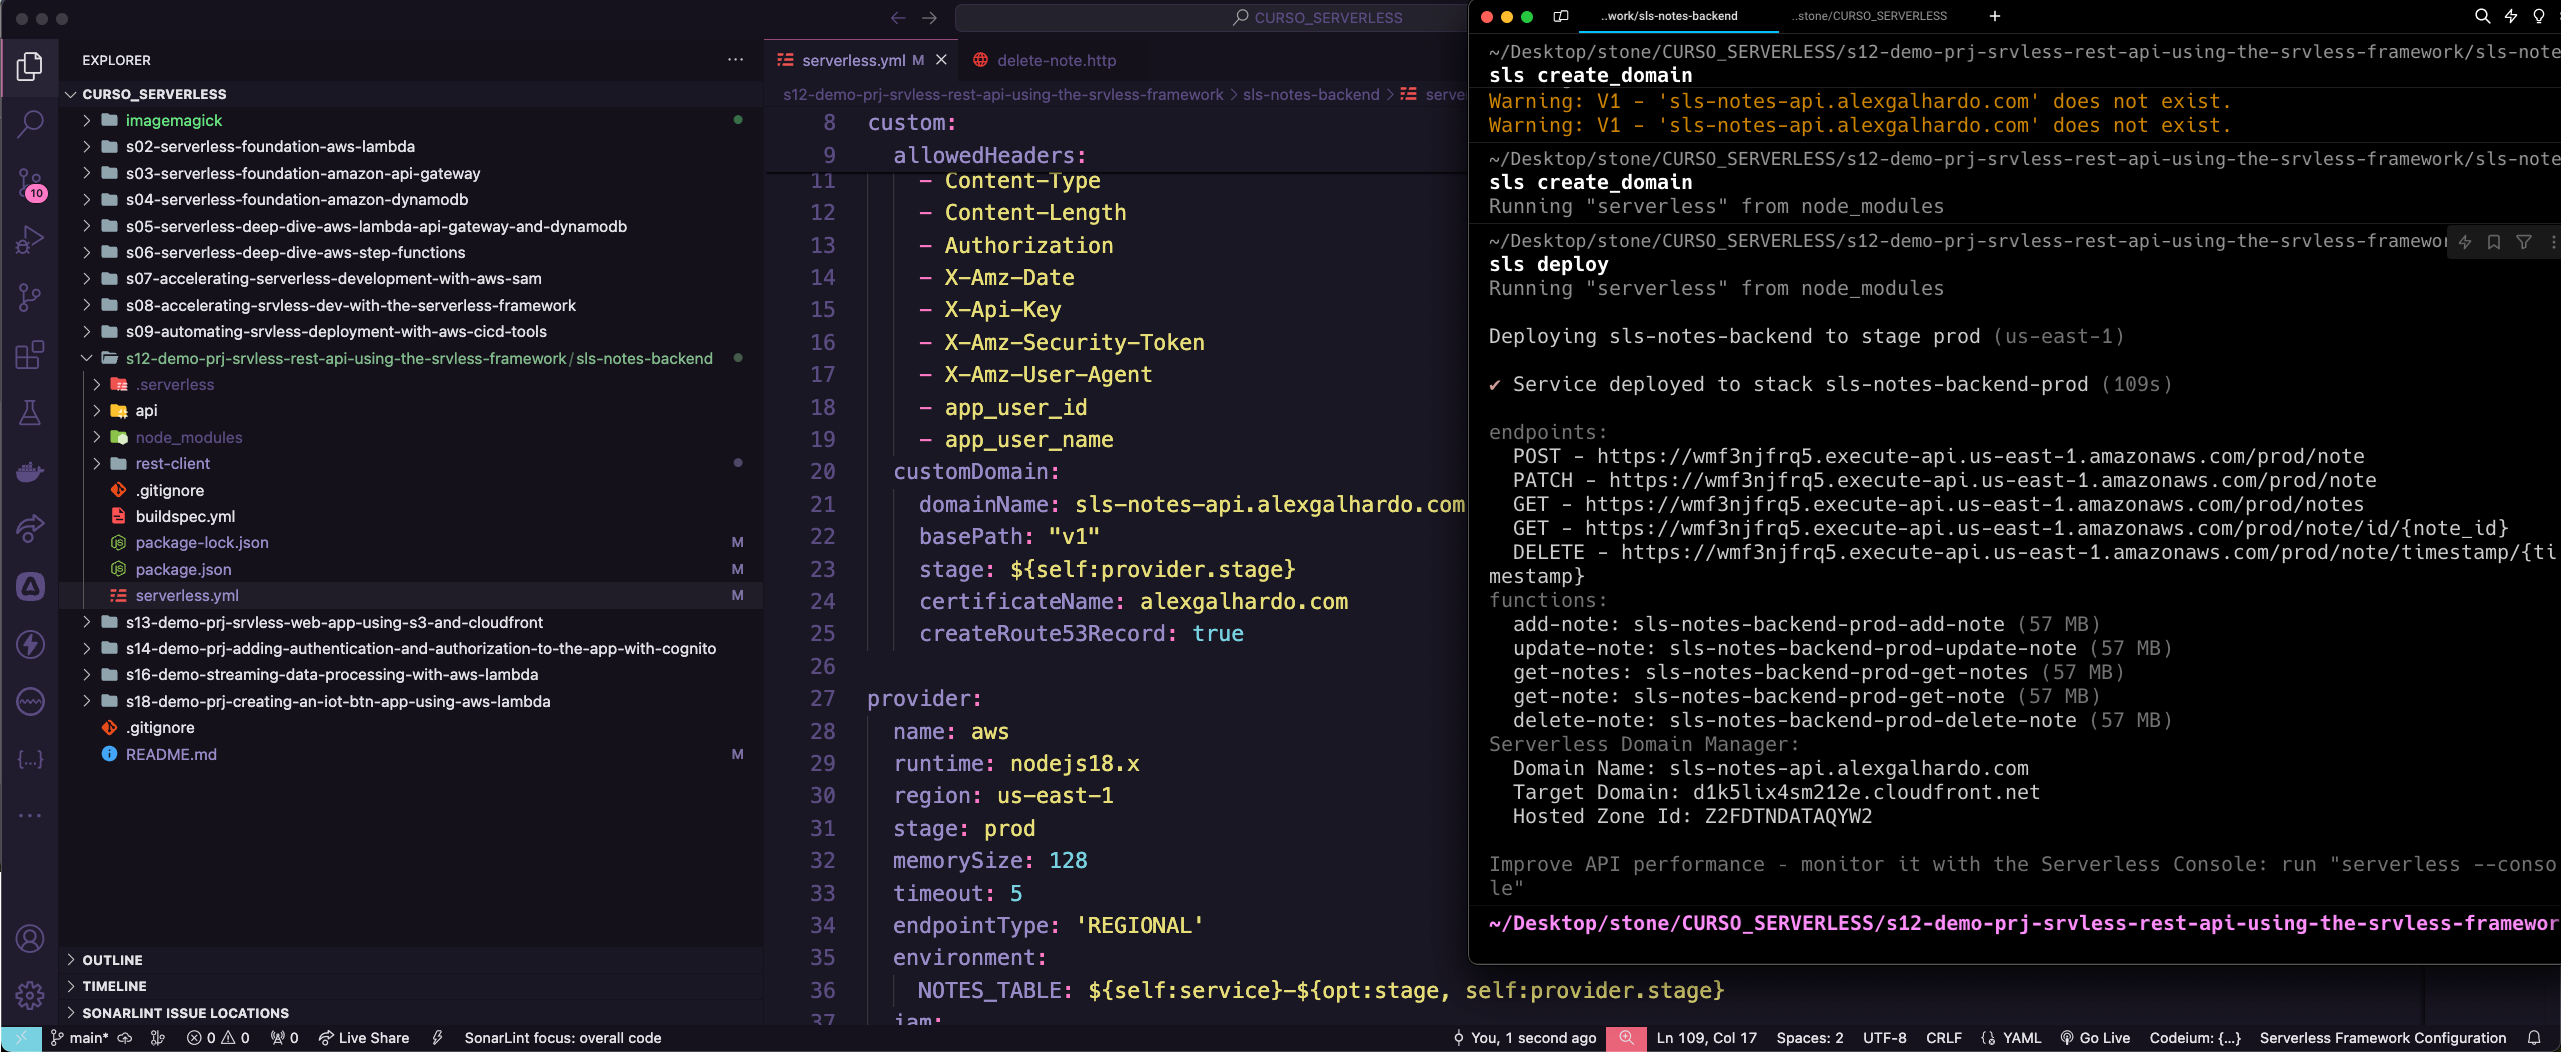 CURSO_SERVERLESS
EXPLORER
CURSO_SERVERLESS
imagemagick
s02-serverless-foundation-aws-lambda
s03-serverless-foundation-amazon-api-gateway
s04-serverless-foundation-amazon-dynamodb
s05-serverless-deep-dive-aws-lambda-api-gateway-and-dynamodb
s06-serverless-deep-dive-aws-step-functions
s07-accelerating-serverless-development-with-aws-sam
s08-accelerating-srvless-dev-with-the-serverless-framework
s09-automating-srvless-deployment-with-aws-cicd-tools
s12-demo-prj-srvless-rest-api-using-the-srvless-framework/sls-notes-backend
.serverless
api
node_modules
rest-client
.gitignore
buildspec.yml
package-lock.json M
package.json M
serverless.yml M
s13-demo-prj-srvless-web-app-using-s3-and-cloudfront
s14-demo-prj-adding-authentication-and-authorization-to-the-app-with-cognito
s16-demo-streaming-data-processing-with-aws-lambda
s18-demo-prj-creating-an-iot-btn-app-using-aws-lambda
.gitignore
README.md M
OUTLINE
TIMELINE
SONARLINT ISSUE LOCATIONS
10
serverless.yml M delete-note.http
s12-demo-prj-srvless-rest-api-using-the-srvless-framework > sls-notes-backend > serve
8 custom:
9 allowedHeaders:
11 - Content-Type
12 - Content-Length
13 - Authorization
14 - X-Amz-Date
15 - X-Api-Key
16 - X-Amz-Security-Token
17 - X-Amz-User-Agent
18 - app_user_id
19 - app_user_name
20 customDomain:
21 domainName: sls-notes-api.alexgalhardo.com
22 basePath: "v1"
23 stage: ${self:provider.stage}
24 certificateName: alexgalhardo.com
25 createRoute53Record: true
26
27 provider:
28 name: aws
29 runtime: nodejs18.x
30 region: us-east-1
31 stage: prod
32 memorySize: 128
33 timeout: 5
34 endpointType: 'REGIONAL'
35 environment:
36 NOTES_TABLE: ${self:service}-${opt:stage, self:provider.stage}
37 iam:
..work/sls-notes-backend ..stone/CURSO_SERVERLESS
~/Desktop/stone/CURSO_SERVERLESS/s12-demo-prj-srvless-rest-api-using-the-srvless-framework/sls-note
sls create_domain
Warning: V1 - 'sls-notes-api.alexgalhardo.com' does not exist.
Warning: V1 - 'sls-notes-api.alexgalhardo.com' does not exist.
~/Desktop/stone/CURSO_SERVERLESS/s12-demo-prj-srvless-rest-api-using-the-srvless-framework/sls-note
sls create_domain
Running "serverless" from node_modules
~/Desktop/stone/CURSO_SERVERLESS/s12-demo-prj-srvless-rest-api-using-the-srvless-framewor
sls deploy
Running "serverless" from node_modules
Deploying sls-notes-backend to stage prod (us-east-1)
✔ Service deployed to stack sls-notes-backend-prod (109s)
endpoints:
POST - https://wmf3njfrq5.execute-api.us-east-1.amazonaws.com/prod/note
PATCH - https://wmf3njfrq5.execute-api.us-east-1.amazonaws.com/prod/note
GET - https://wmf3njfrq5.execute-api.us-east-1.amazonaws.com/prod/notes
GET - https://wmf3njfrq5.execute-api.us-east-1.amazonaws.com/prod/note/id/{note_id}
DELETE - https://wmf3njfrq5.execute-api.us-east-1.amazonaws.com/prod/note/timestamp/{ti
mestamp}
functions:
add-note: sls-notes-backend-prod-add-note (57 MB)
update-note: sls-notes-backend-prod-update-note (57 MB)
get-notes: sls-notes-backend-prod-get-notes (57 MB)
get-note: sls-notes-backend-prod-get-note (57 MB)
delete-note: sls-notes-backend-prod-delete-note (57 MB)
Serverless Domain Manager:
Domain Name: sls-notes-api.alexgalhardo.com
Target Domain: d1k5lix4sm212e.cloudfront.net
Hosted Zone Id: Z2FDTNDATAQYW2
Improve API performance - monitor it with the Serverless Console: run "serverless --conso
le"
~/Desktop/stone/CURSO_SERVERLESS/s12-demo-prj-srvless-rest-api-using-the-srvless-framewor
main* 0 0 0 Live Share SonarLint focus: overall code You, 1 second ago Ln 109, Col 17 Spaces: 2 UTF-8 CRLF YAML Go Live Codeium: {...} Serverless Framework Configuration